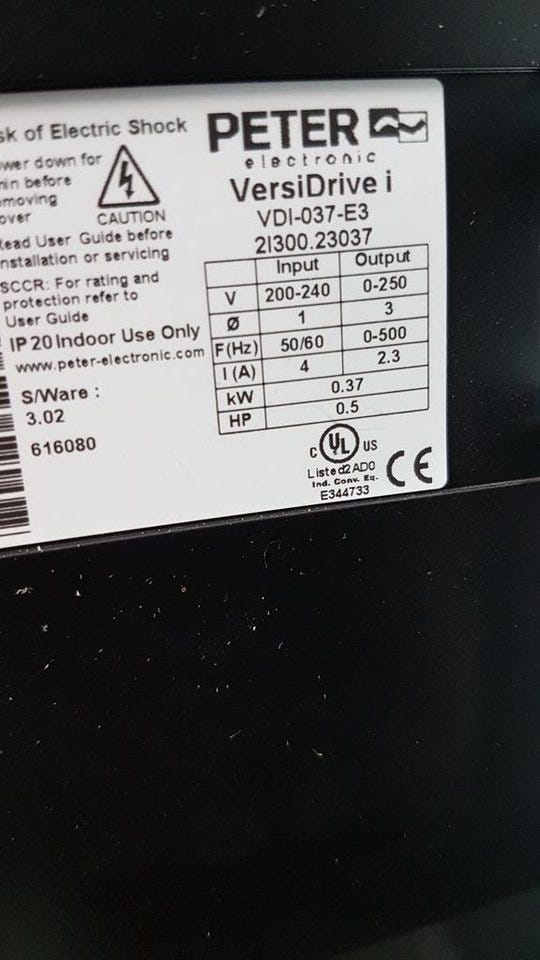 sk of Electric Shock
wer down for
min before
moving
over
CAUTION
Read User Guide before
nstallation or servicing
SCCR: For rating and
protection refer to
User Guide
IP 20 Indoor Use Only
www.peter-electronic.com
S/Ware :
3.02
616080
PETER
electronic
VersiDrive i
VDI-037-E3
2I300.23037
Input Output
V 200-240 0-250
Ø 1 3
F(Hz) 50/60 0-500
I (A) 4 2.3
kW 0.37
HP 0.5
C UL US
Listed 2AD0
Ind. Conv. Eq.
E344733
CE